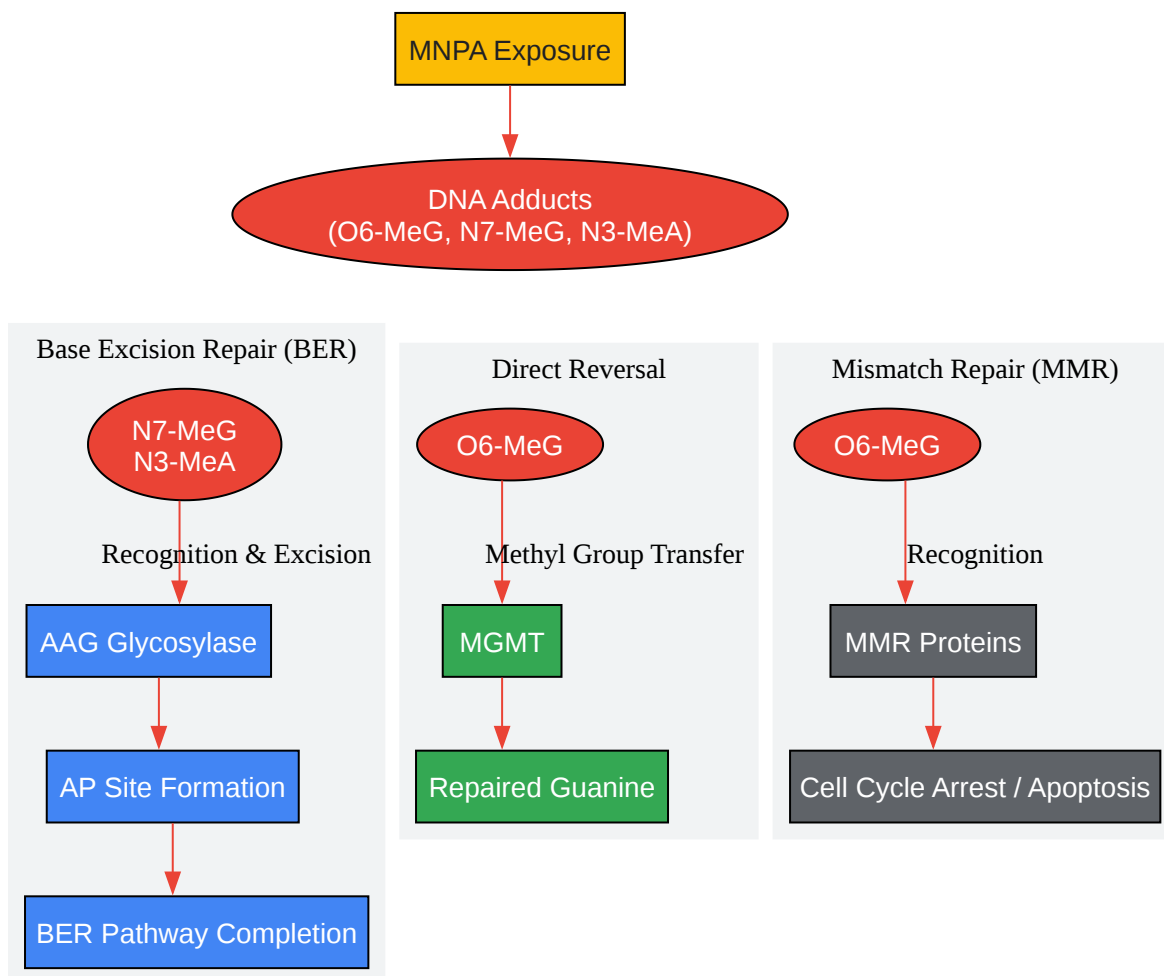 MNPA Exposure
DNA Adducts
(O6-MeG, N7-MeG, N3-MeA)
Base Excision Repair (BER)
N7-MeG
N3-MeA
Recognition & Excision
AAG Glycosylase
AP Site Formation
BER Pathway Completion
Direct Reversal
O6-MeG
Methyl Group Transfer
MGMT
Repaired Guanine
Mismatch Repair (MMR)
O6-MeG
Recognition
MMR Proteins
Cell Cycle Arrest / Apoptosis